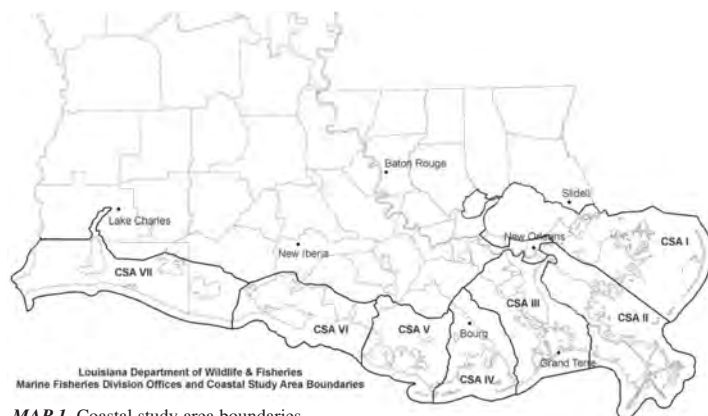 Baton Rouge
Slidell
Lake Charles
New Orleans
New Iberia
CSA I
CSA VII
CSA III
CSA II
CSA VI
CSA V
Bourg
Grand Terre
CSA IV
Louisiana Department of Wildlife & Fisheries
Marine Fisheries Division Offices and Coastal Study Area Boundaries
MAP 1. Coastal study area boundaries